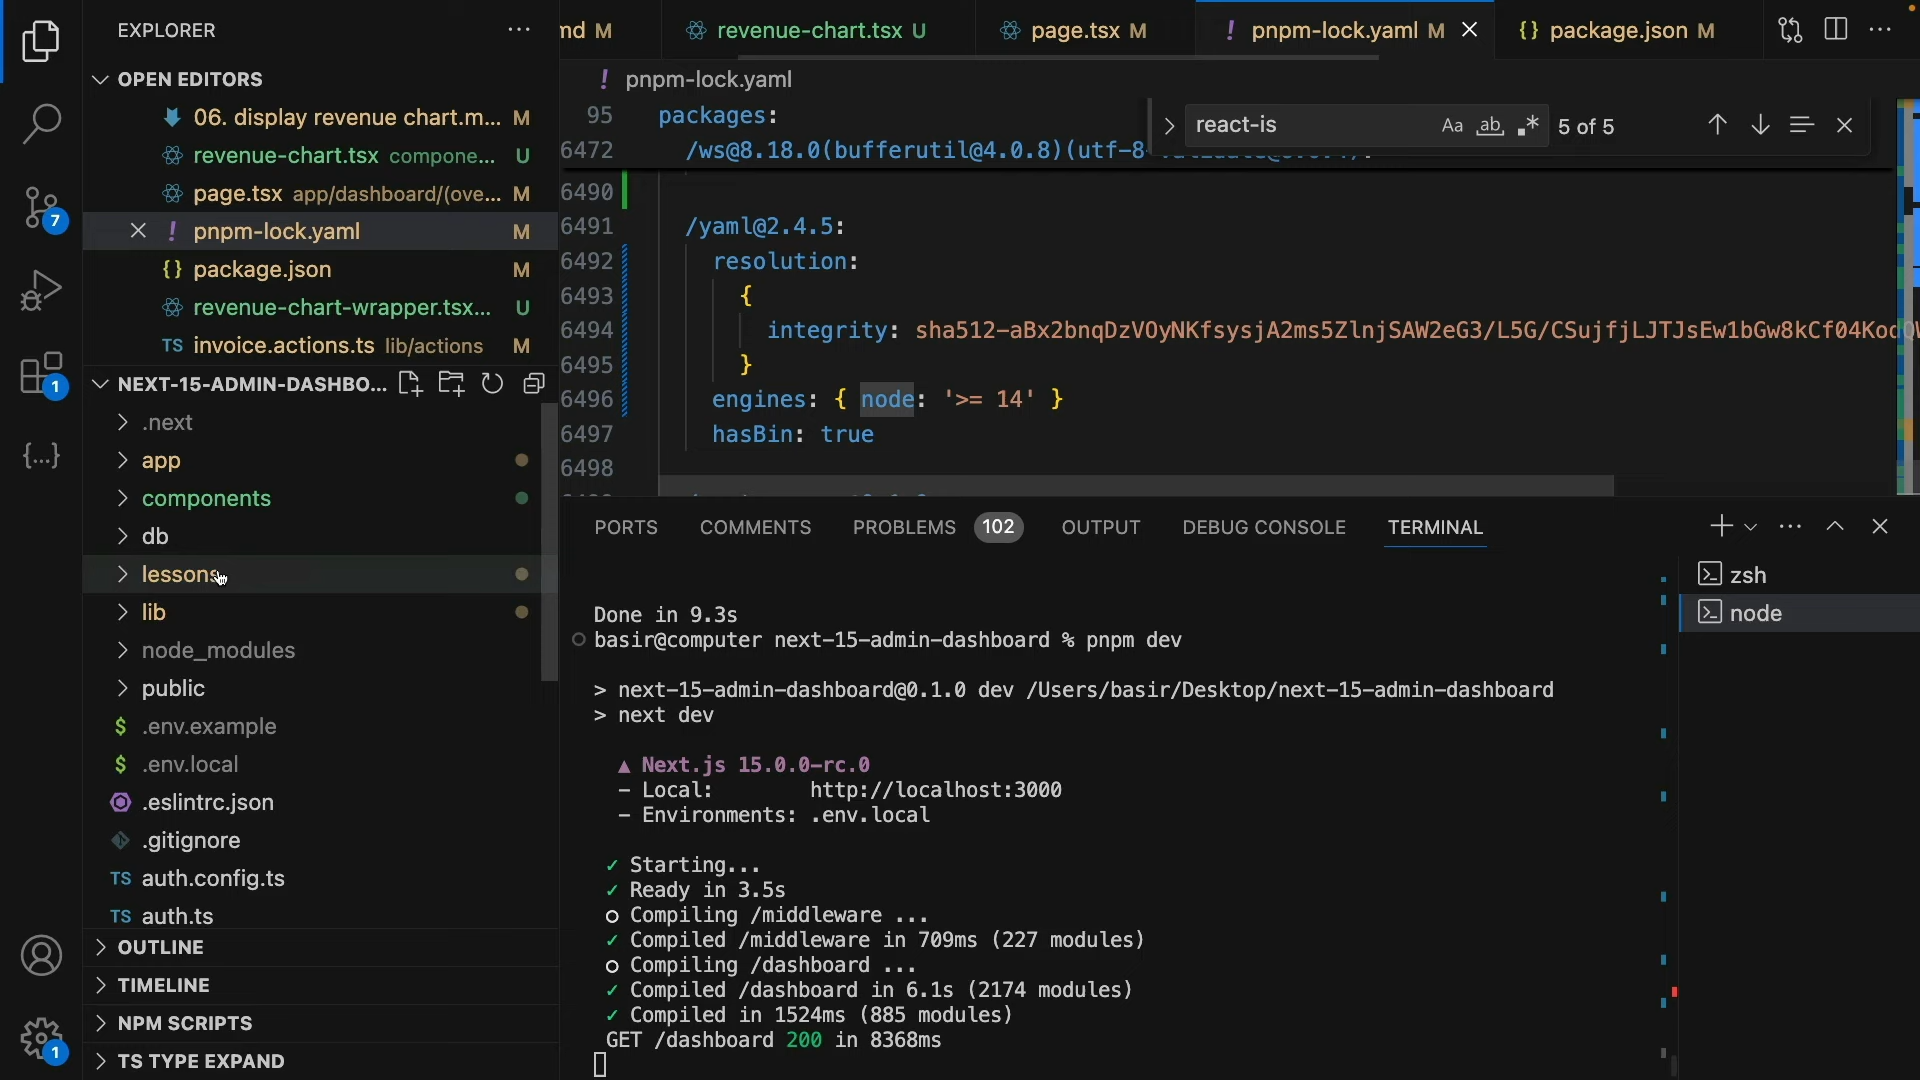 EXPLORER
OPEN EDITORS
06. display revenue chart.m... M
revenue-chart.tsx compone... U
page.tsx app/dashboard/(ove... M
pnpm-lock.yaml M
package.json M
revenue-chart-wrapper.tsx... U
invoice.actions.ts lib/actions M
NEXT-15-ADMIN-DASHBO...
.next
app
components
db
lessons
lib
node_modules
public
.env.example
.env.local
.eslintrc.json
.gitignore
TS auth.config.ts
TS auth.ts
OUTLINE
TIMELINE
NPM SCRIPTS
TS TYPE EXPAND
7
1
1
md M
revenue-chart.tsx U
page.tsx M
! pnpm-lock.yaml M
{} package.json M
! pnpm-lock.yaml
react-is Aa ab .* 5 of 5
95 packages:
6472 /ws@8.18.0(bufferutil@4.0.8)(utf-8
6490
6491 /yaml@2.4.5:
6492 resolution:
6493 {
6494 integrity: sha512-aBx2bnqDzVOyNKfsysjA2ms5ZlnjSAW2eG3/L5G/CSujfjLJTJsEw1bGw8kCf04Kod
6495 }
6496 engines: { node: '>= 14' }
6497 hasBin: true
6498
PORTS COMMENTS PROBLEMS 102 OUTPUT DEBUG CONSOLE TERMINAL
zsh
node
Done in 9.3s
basir@computer next-15-admin-dashboard % pnpm dev
> next-15-admin-dashboard@0.1.0 dev /Users/basir/Desktop/next-15-admin-dashboard
> next dev
▲ Next.js 15.0.0-rc.0
- Local: http://localhost:3000
- Environments: .env.local
✓ Starting...
✓ Ready in 3.5s
○ Compiling /middleware ...
✓ Compiled /middleware in 709ms (227 modules)
○ Compiling /dashboard ...
✓ Compiled /dashboard in 6.1s (2174 modules)
✓ Compiled in 1524ms (885 modules)
GET /dashboard 200 in 8368ms